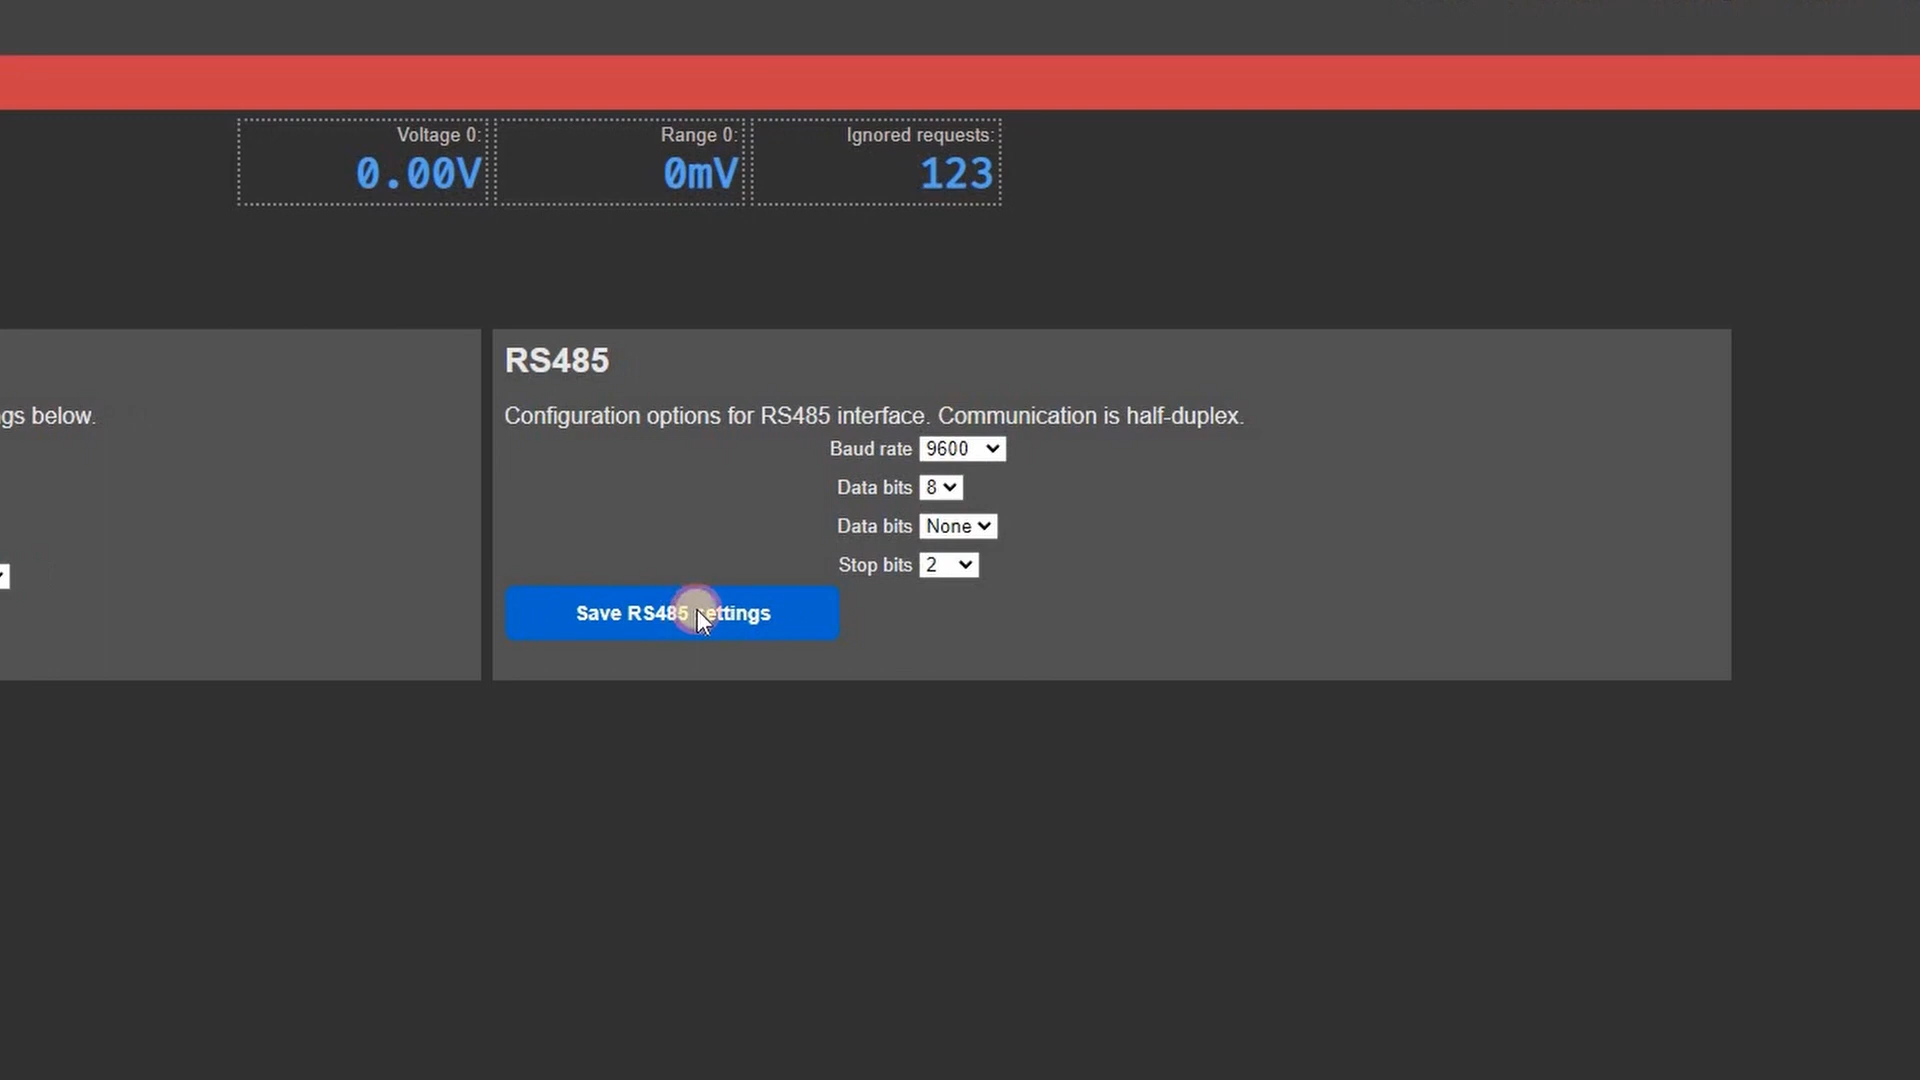 Voltage 0: Range 0: Ignored requests:
0.00V 0mV 123
RS485
gs below. Configuration options for RS485 interface. Communication is half-duplex.
Baud rate 9600
Data bits 8
Data bits None
Stop bits 2
Save RS485 settings